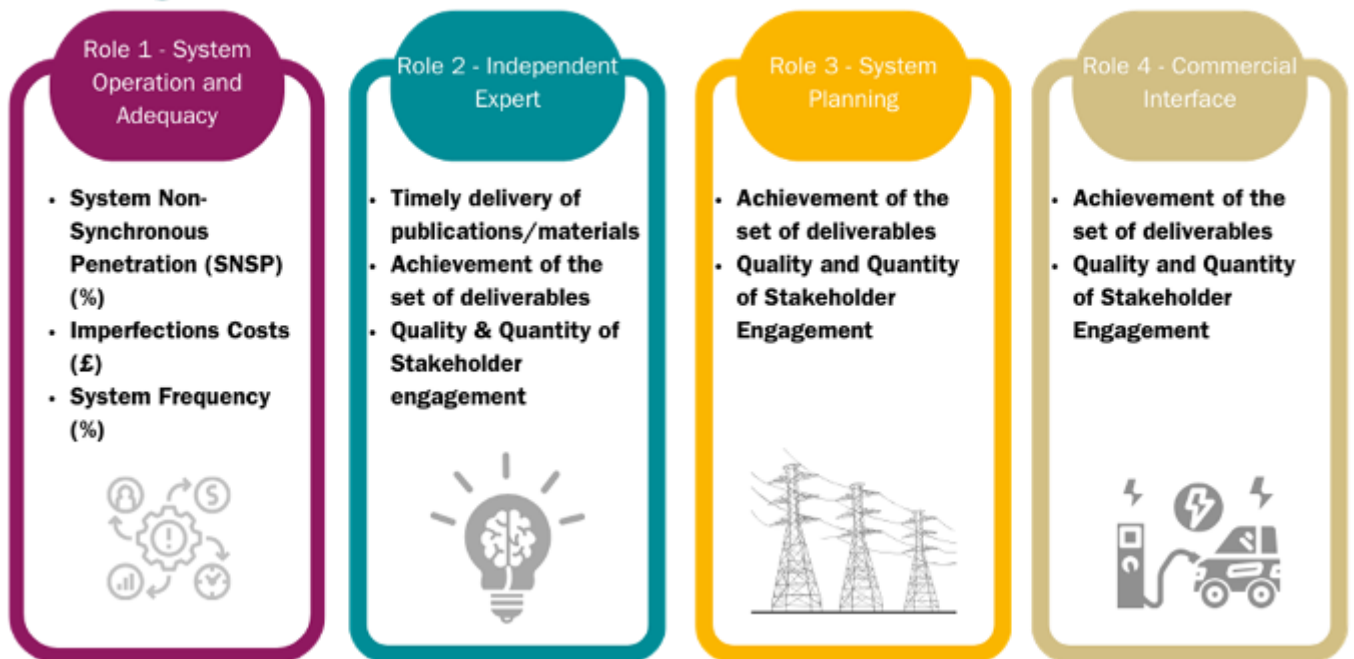 Role 1 - System
Operation and
Adequacy
• System Non-
Synchronous
Penetration (SNSP)
(%)
• Imperfections Costs
(£)
• System Frequency
(%)
Role 2 - Independent
Expert
• Timely delivery of
publications/materials
• Achievement of the
set of deliverables
• Quality & Quantity of
Stakeholder
engagement
Role 3 - System
Planning
• Achievement of the
set of deliverables
• Quality and Quantity
of Stakeholder
Engagement
Role 4 - Commercial
Interface
• Achievement of the
set of deliverables
• Quality and Quantity
of Stakeholder
Engagement